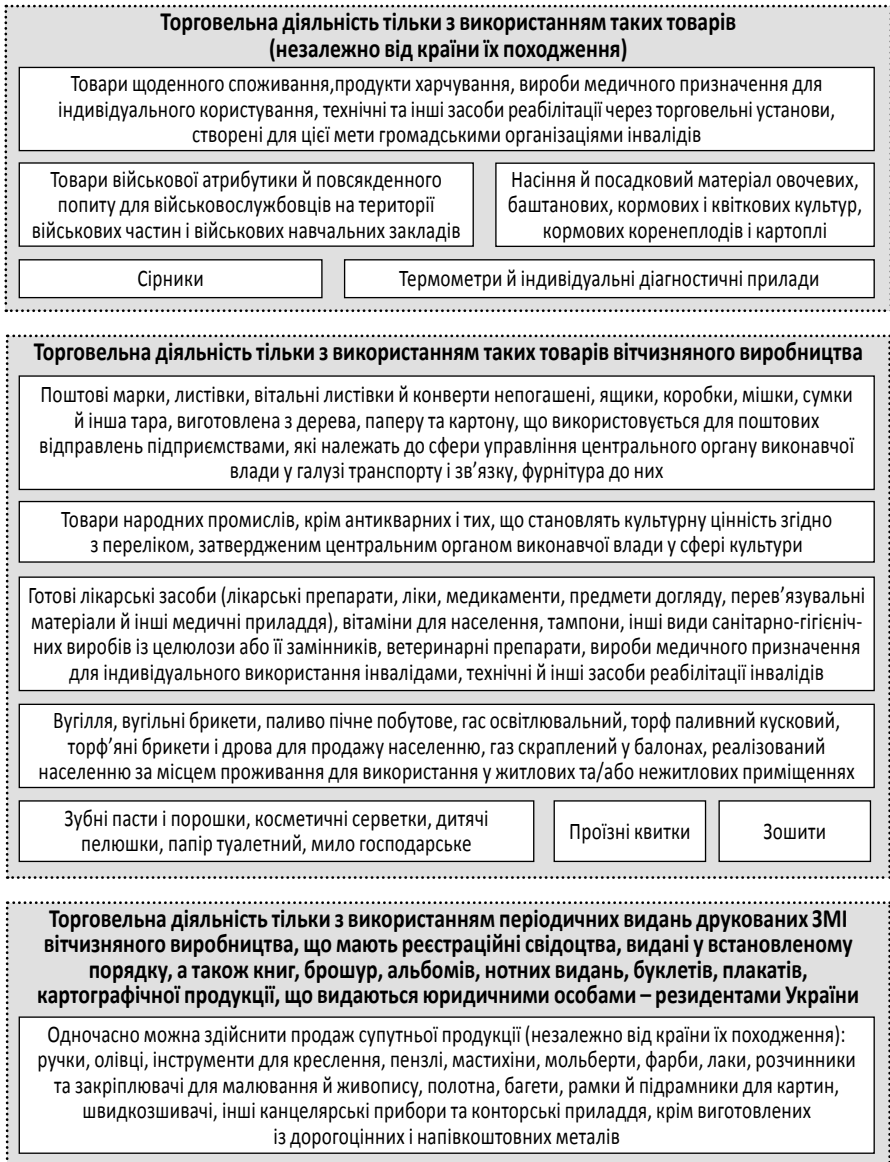 Торговельна діяльність тільки з використанням таких товарів
(незалежно від країни їх походження)
Товари щоденного споживання,продукти харчування, вироби медичного призначення для
індивідуального користування, технічні та інші засоби реабілітації через торговельні установи,
створені для цієї мети громадськими організаціями інвалідів
Товари військової атрибутики й повсякденного
попиту для військовослужбовців на території
військових частин і військових навчальних закладів
Насіння й посадковий матеріал овочевих,
баштанових, кормових і квіткових культур,
кормових коренеплодів і картоплі
Сірники
Термометри й індивідуальні діагностичні прилади
Торговельна діяльність тільки з використанням таких товарів вітчизняного виробництва
Поштові марки, листівки, вітальні листівки й конверти непогашені, ящики, коробки, мішки, сумки
й інша тара, виготовлена з дерева, паперу та картону, що використовується для поштових
відправлень підприємствами, які належать до сфери управління центрального органу виконавчої
влади у галузі транспорту і зв’язку, фурнітура до них
Товари народних промислів, крім антикварних і тих, що становлять культурну цінність згідно
з переліком, затвердженим центральним органом виконавчої влади у сфері культури
Готові лікарські засоби (лікарські препарати, ліки, медикаменти, предмети догляду, перев’язувальні
матеріали й інші медичні приладдя), вітаміни для населення, тампони, інші види санітарно-гігієніч-
них виробів із целюлози або її замінників, ветеринарні препарати, вироби медичного призначення
для індивідуального використання інвалідами, технічні й інші засоби реабілітації інвалідів
Вугілля, вугільні брикети, паливо пічне побутове, гас освітлювальний, торф паливний кусковий,
торф’яні брикети і дрова для продажу населенню, газ скраплений у балонах, реалізований
населенню за місцем проживання для використання у житлових та/або нежитлових приміщеннях
Зубні пасти і порошки, косметичні серветки, дитячі
пелюшки, папір туалетний, мило господарське
Проїзні квитки
Зошити
Торговельна діяльність тільки з використанням періодичних видань друкованих ЗМІ
вітчизняного виробництва, що мають реєстраційні свідоцтва, видані у встановленому
порядку, а також книг, брошур, альбомів, нотних видань, буклетів, плакатів,
картографічної продукції, що видаються юридичними особами – резидентами України
Одночасно можна здійснити продаж супутньої продукції (незалежно від країни їх походження):
ручки, олівці, інструменти для креслення, пензлі, мастихіни, мольберти, фарби, лаки, розчинники
та закріплювачі для малювання й живопису, полотна, багети, рамки й підрамники для картин,
швидкозшивачі, інші канцелярські прибори та конторські приладдя, крім виготовлених
із дорогоцінних і напівкоштовних металів